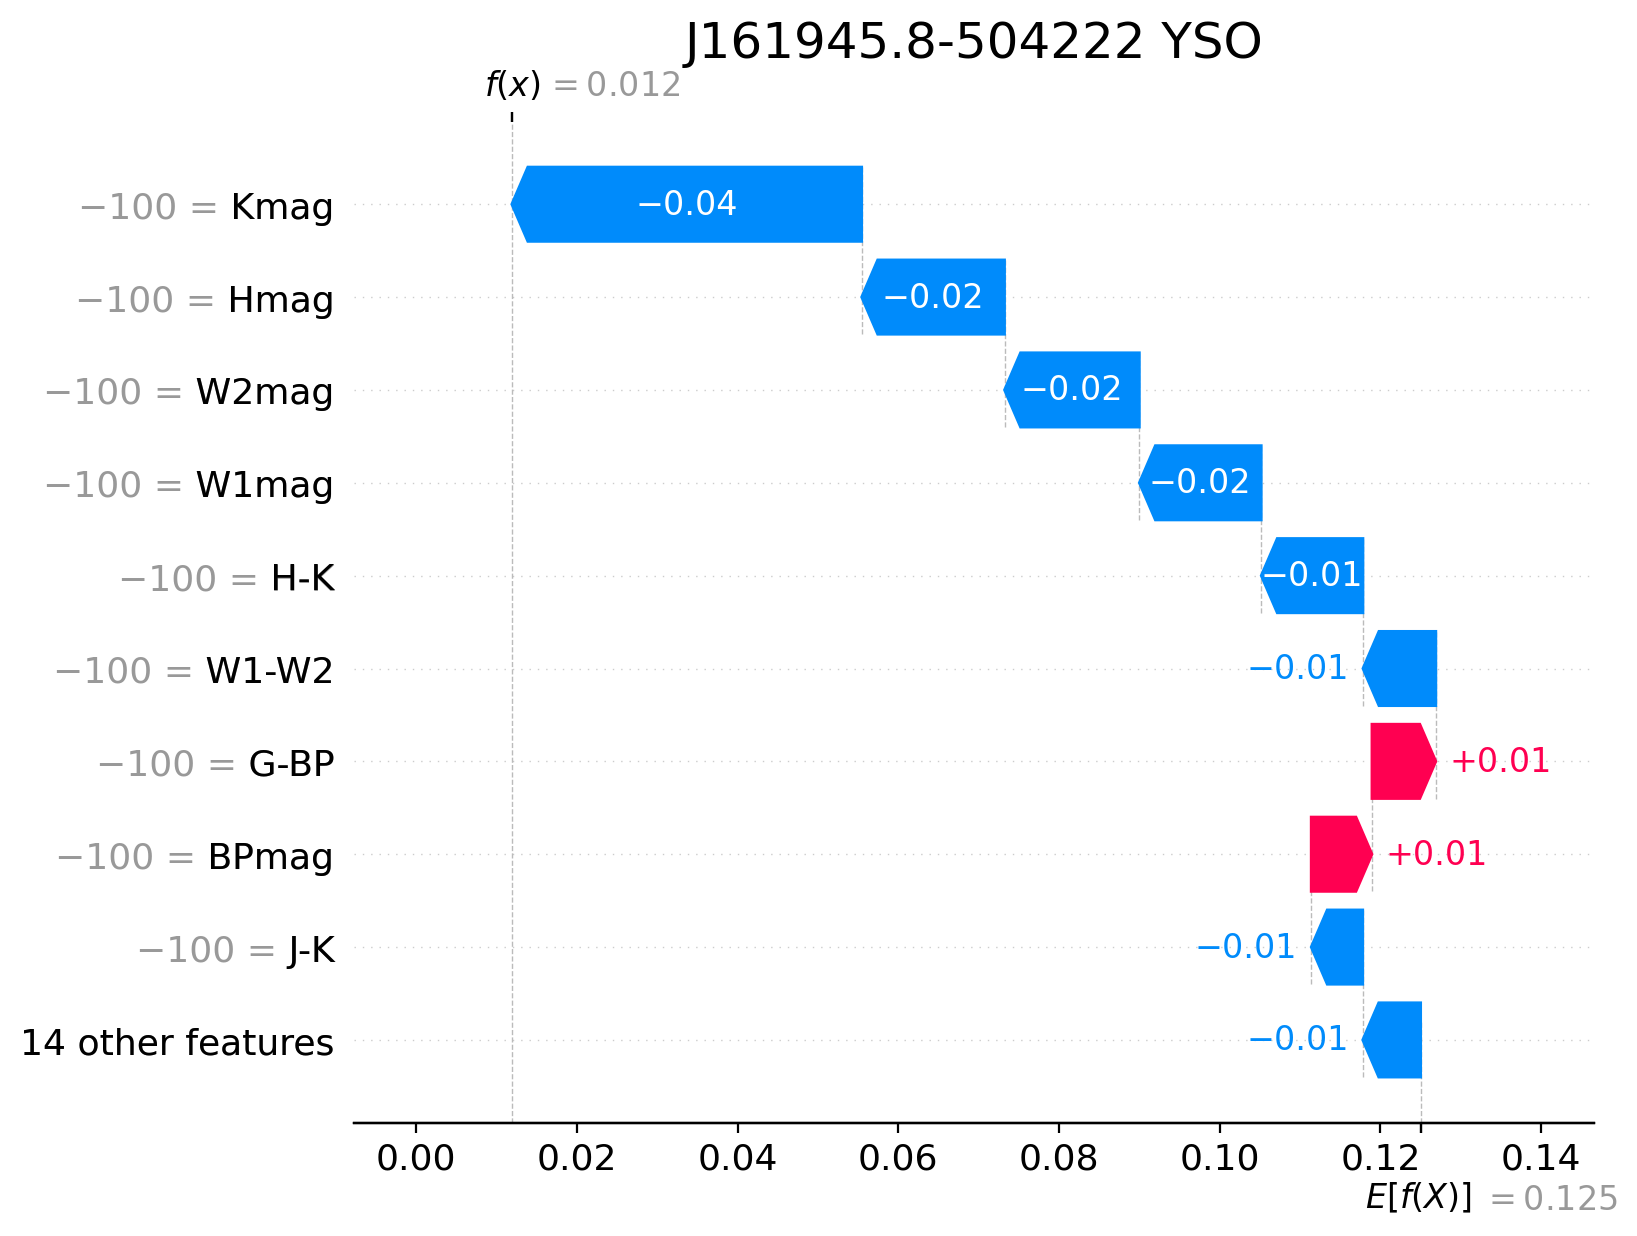 J161945.8-504222 YSO
f(x) = 0.012
−100 = Kmag
−0.04
−100 = Hmag
−0.02
−100 = W2mag
−0.02
−100 = W1mag
−0.02
−100 = H-K
−0.01
−100 = W1-W2
−0.01
−100 = G-BP
+0.01
−100 = BPmag
+0.01
−100 = J-K
−0.01
14 other features
−0.01
0.00 0.02 0.04 0.06 0.08 0.10 0.12 0.14
E[f(X)] = 0.125